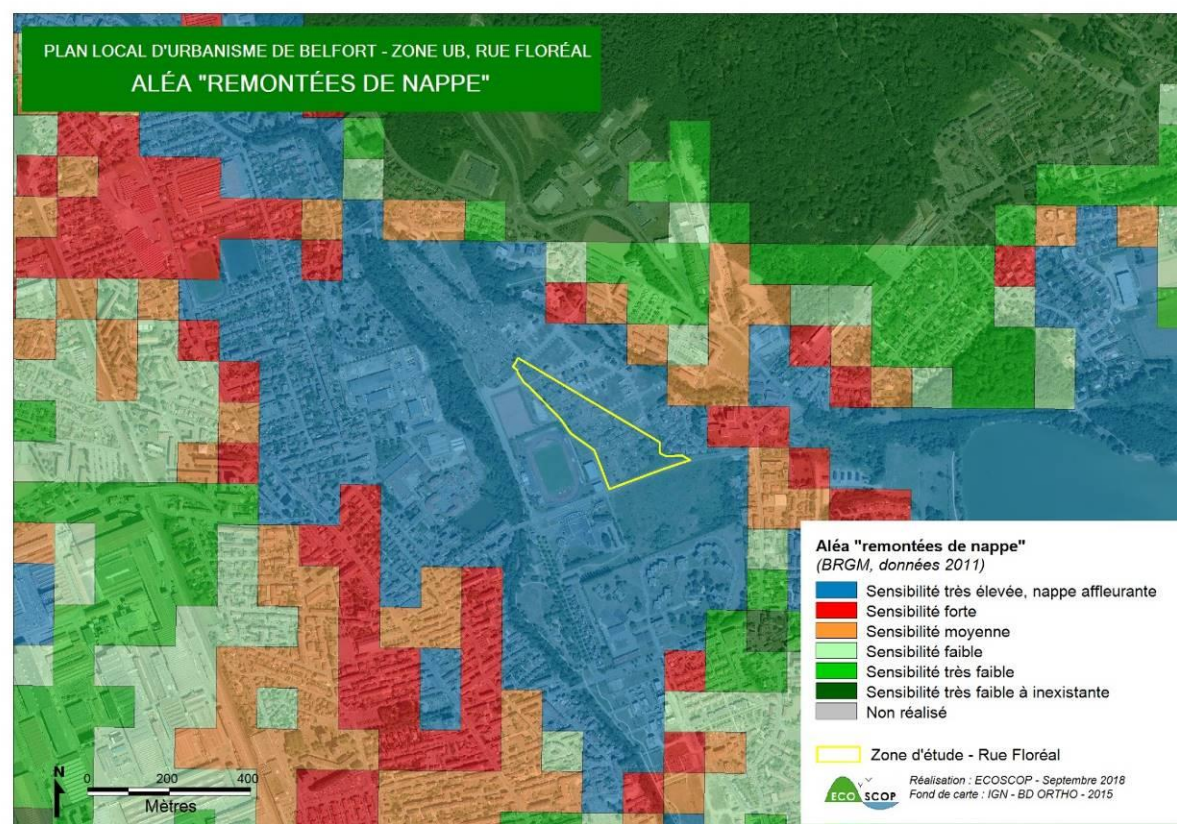 PLAN LOCAL D'URBANISME DE BELFORT - ZONE UB, RUE FLORÉAL
ALÉA "REMONTÉES DE NAPPE"
Aléa "remontées de nappe"
(BRGM, données 2011)
Sensibilité très élevée, nappe affleurante
Sensibilité forte
Sensibilité moyenne
Sensibilité faible
Sensibilité très faible
Sensibilité très faible à inexistante
Non réalisé
Zone d'étude - Rue Floréal
ECO SCOP
Réalisation : ECOSCOP - Septembre 2018
Fond de carte : IGN - BD ORTHO - 2015
N
0 200 400
Mètres